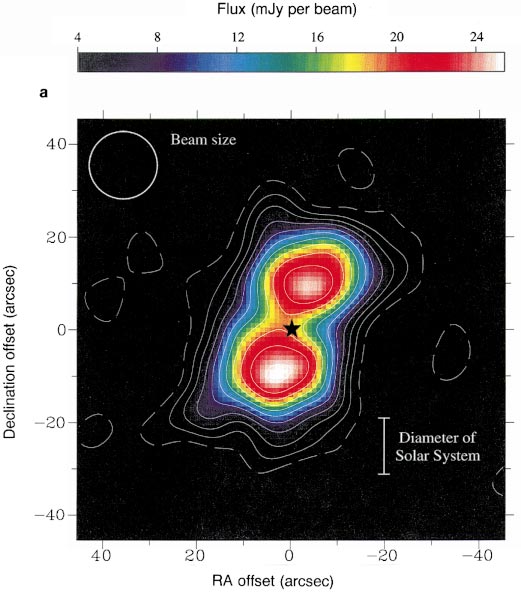 Flux (mJy per beam)
4 8 12 16 20 24
a
Beam size
40
20
0
−20
−40
Declination offset (arcsec)
Diameter of
Solar System
40 20 0 −20 −40
RA offset (arcsec)